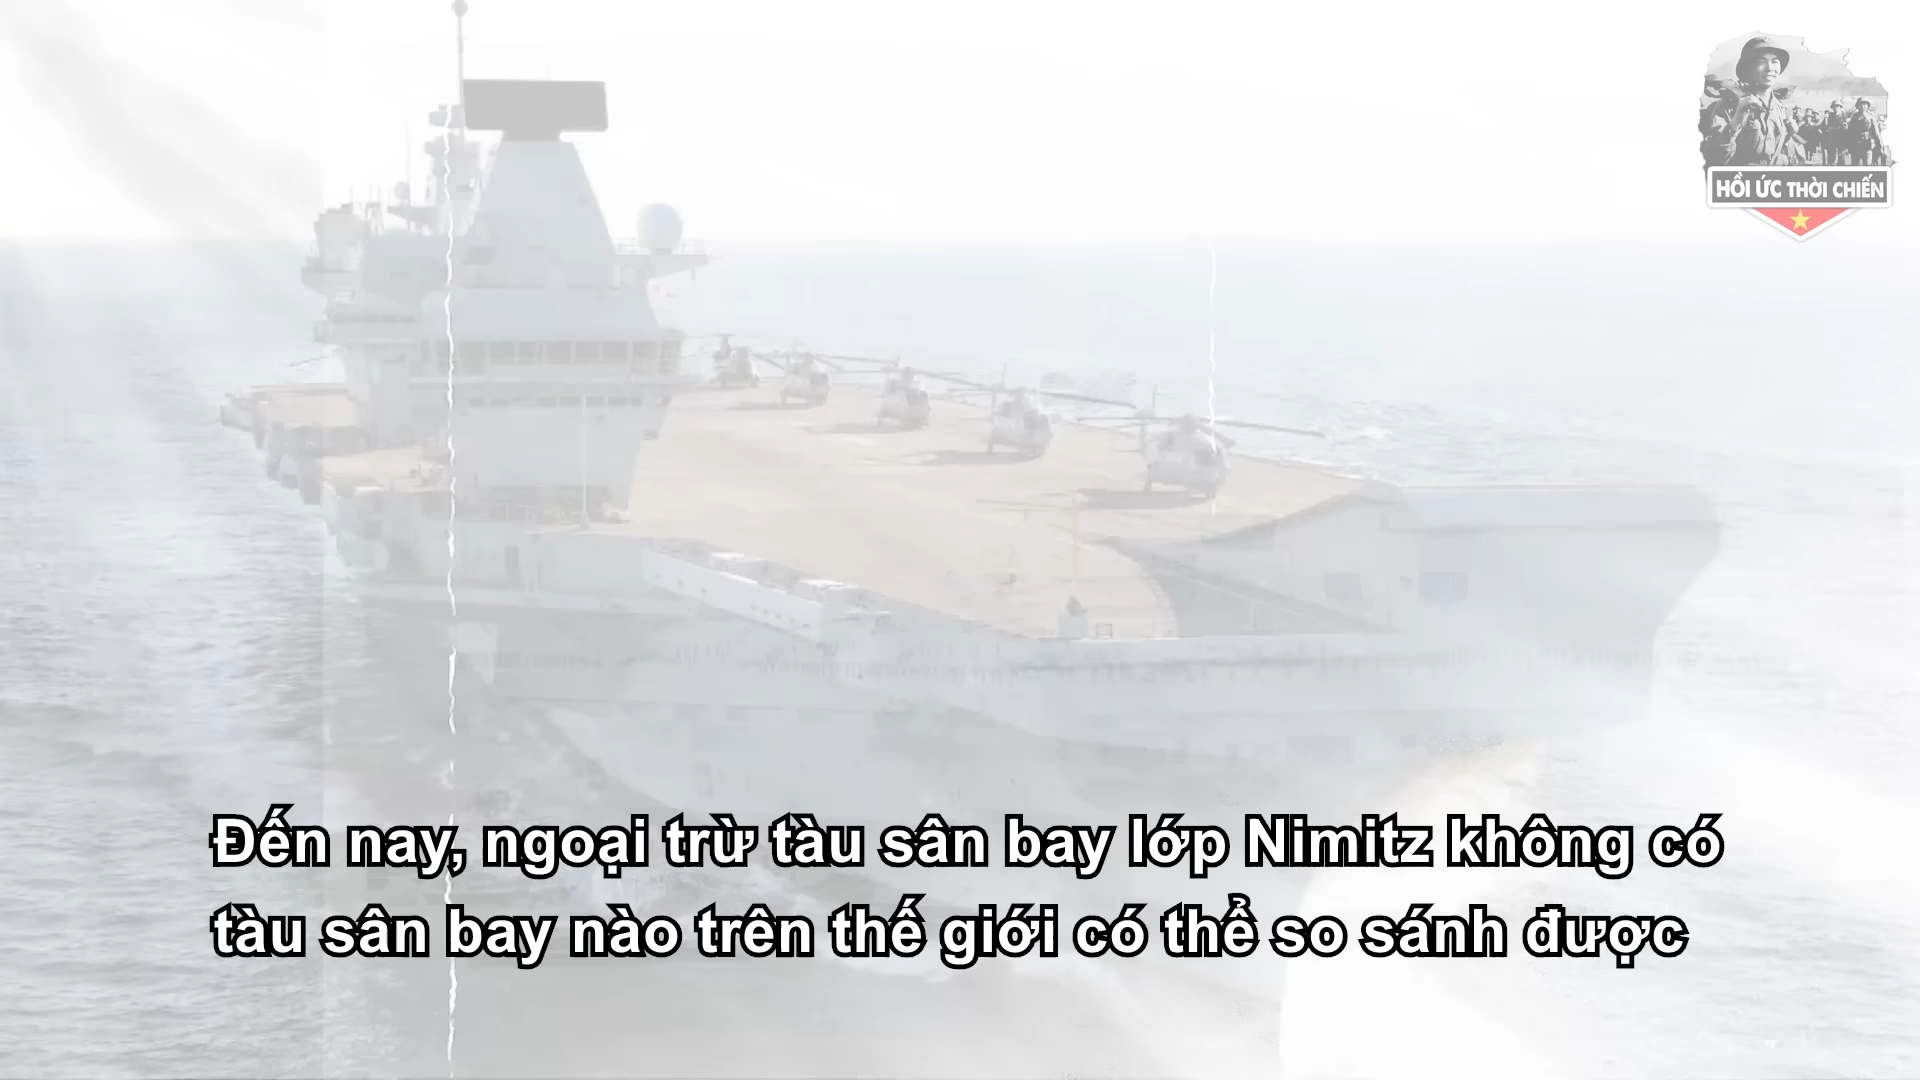 HỒI ỨC THỜI CHIẾN
Đến nay, ngoại trừ tàu sân bay lớp Nimitz không có
tàu sân bay nào trên thế giới có thể so sánh được